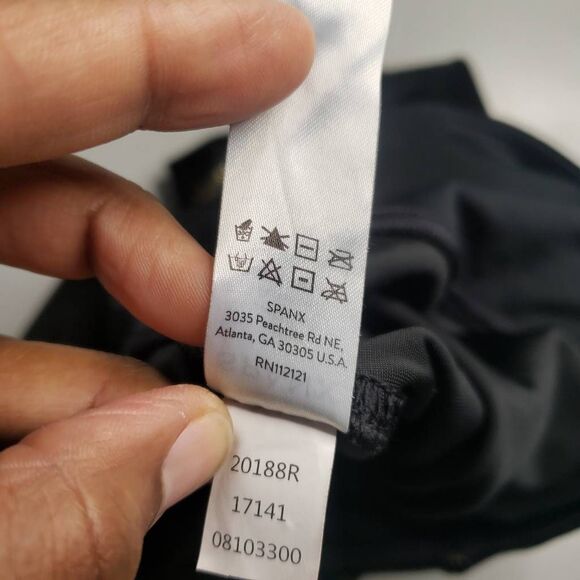 SPANX
3035 Peachtree Rd NE,
Atlanta, GA 30305 U.S.A.
RN112121
20188R
17141
08103300